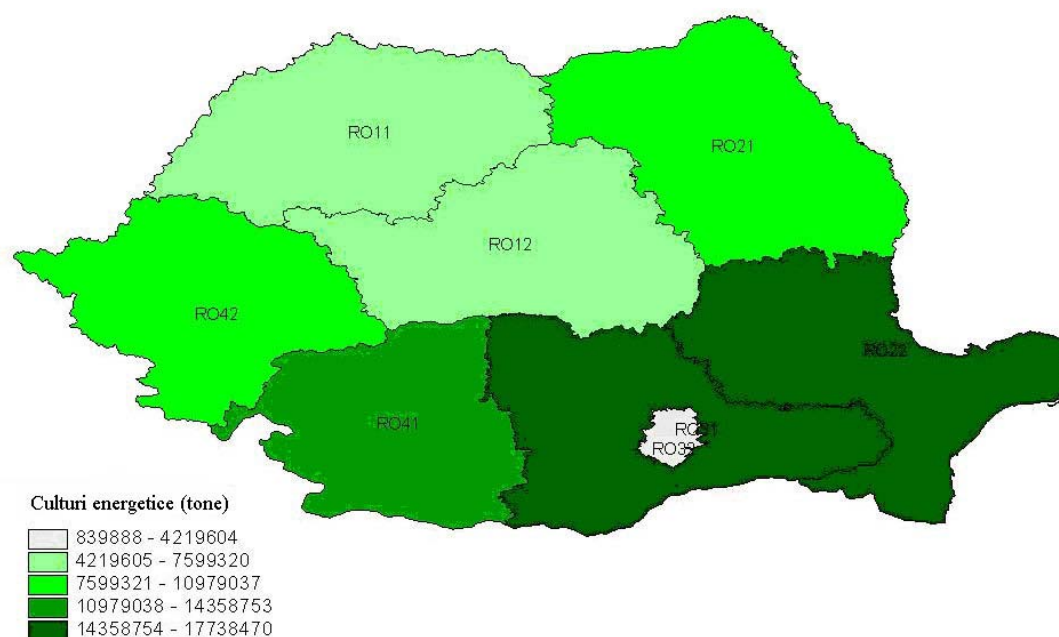 RO11
RO21
RO12
RO42
RO22
RO41
RO31
RO32
Culturi energetice (tone)
839888 - 4219604
4219605 - 7599320
7599321 - 10979037
10979038 - 14358753
14358754 - 17738470